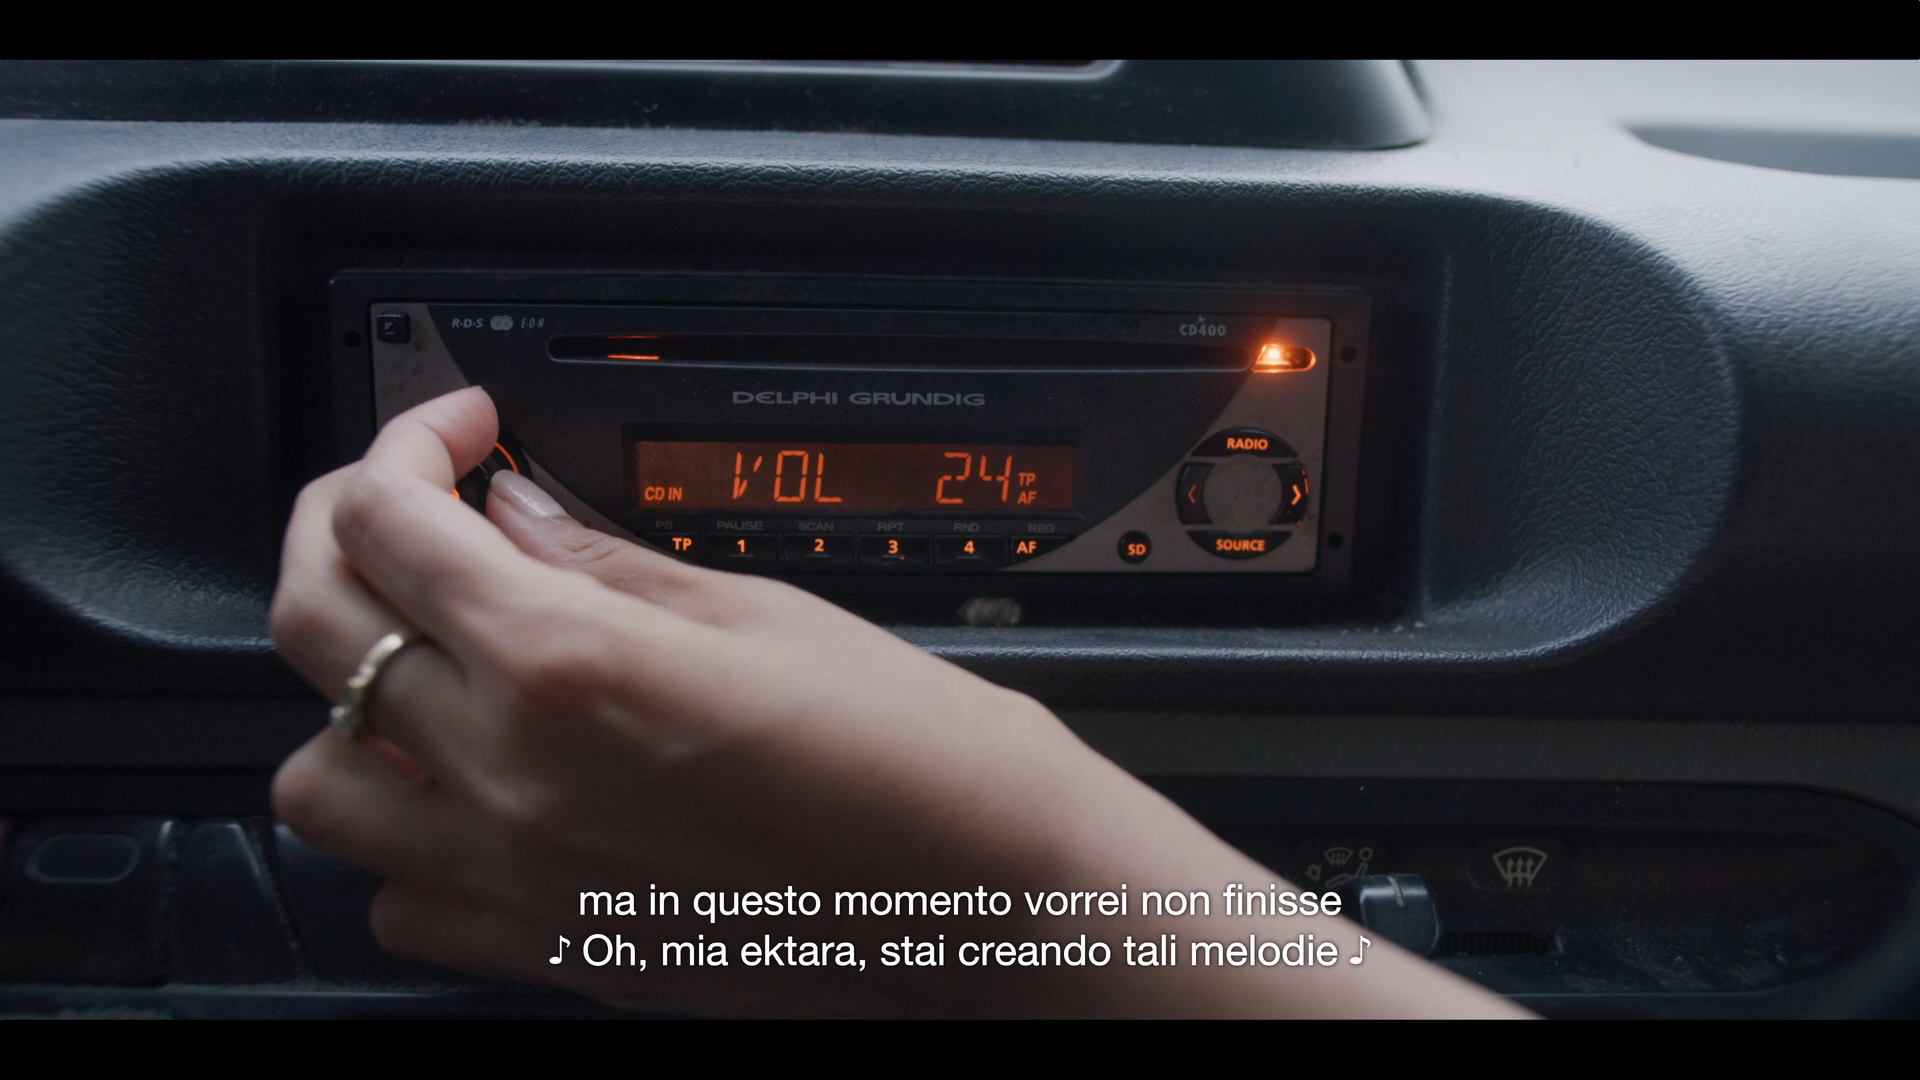 R·D·S E·O·N
CD400
DELPHI GRUNDIG
RADIO
VOL 24 TP
CD IN AF
PS PAUSE SCAN RPT RND REG
TP 1 2 3 4 AF
SD
SOURCE
ma in questo momento vorrei non finisse
♪ Oh, mia ektara, stai creando tali melodie ♪